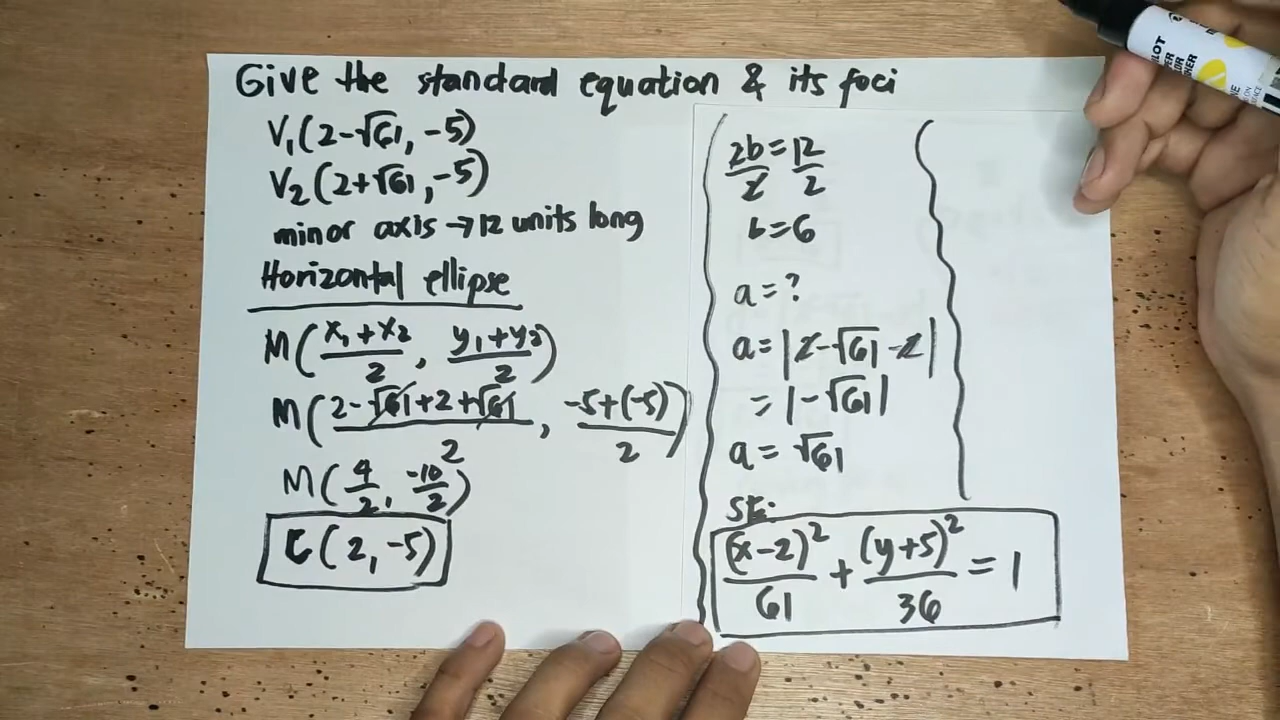 Give the standard equation & its foci
V₁(2-√61, -5)
V₂(2+√61, -5)
minor axis → 12 units long
Horizontal ellipse
M((x₁+x₂)/2, (y₁+y₂)/2)
M((2-√61+2+√61)/2, (-5+(-5))/2)
M(4/2, -10/2)
C(2, -5)
2b/2 = 12/2
b=6
a=?
a=|2-√61-2|
=|-√61|
a=√61
SE:
(x-2)²/61 + (y+5)²/36 = 1